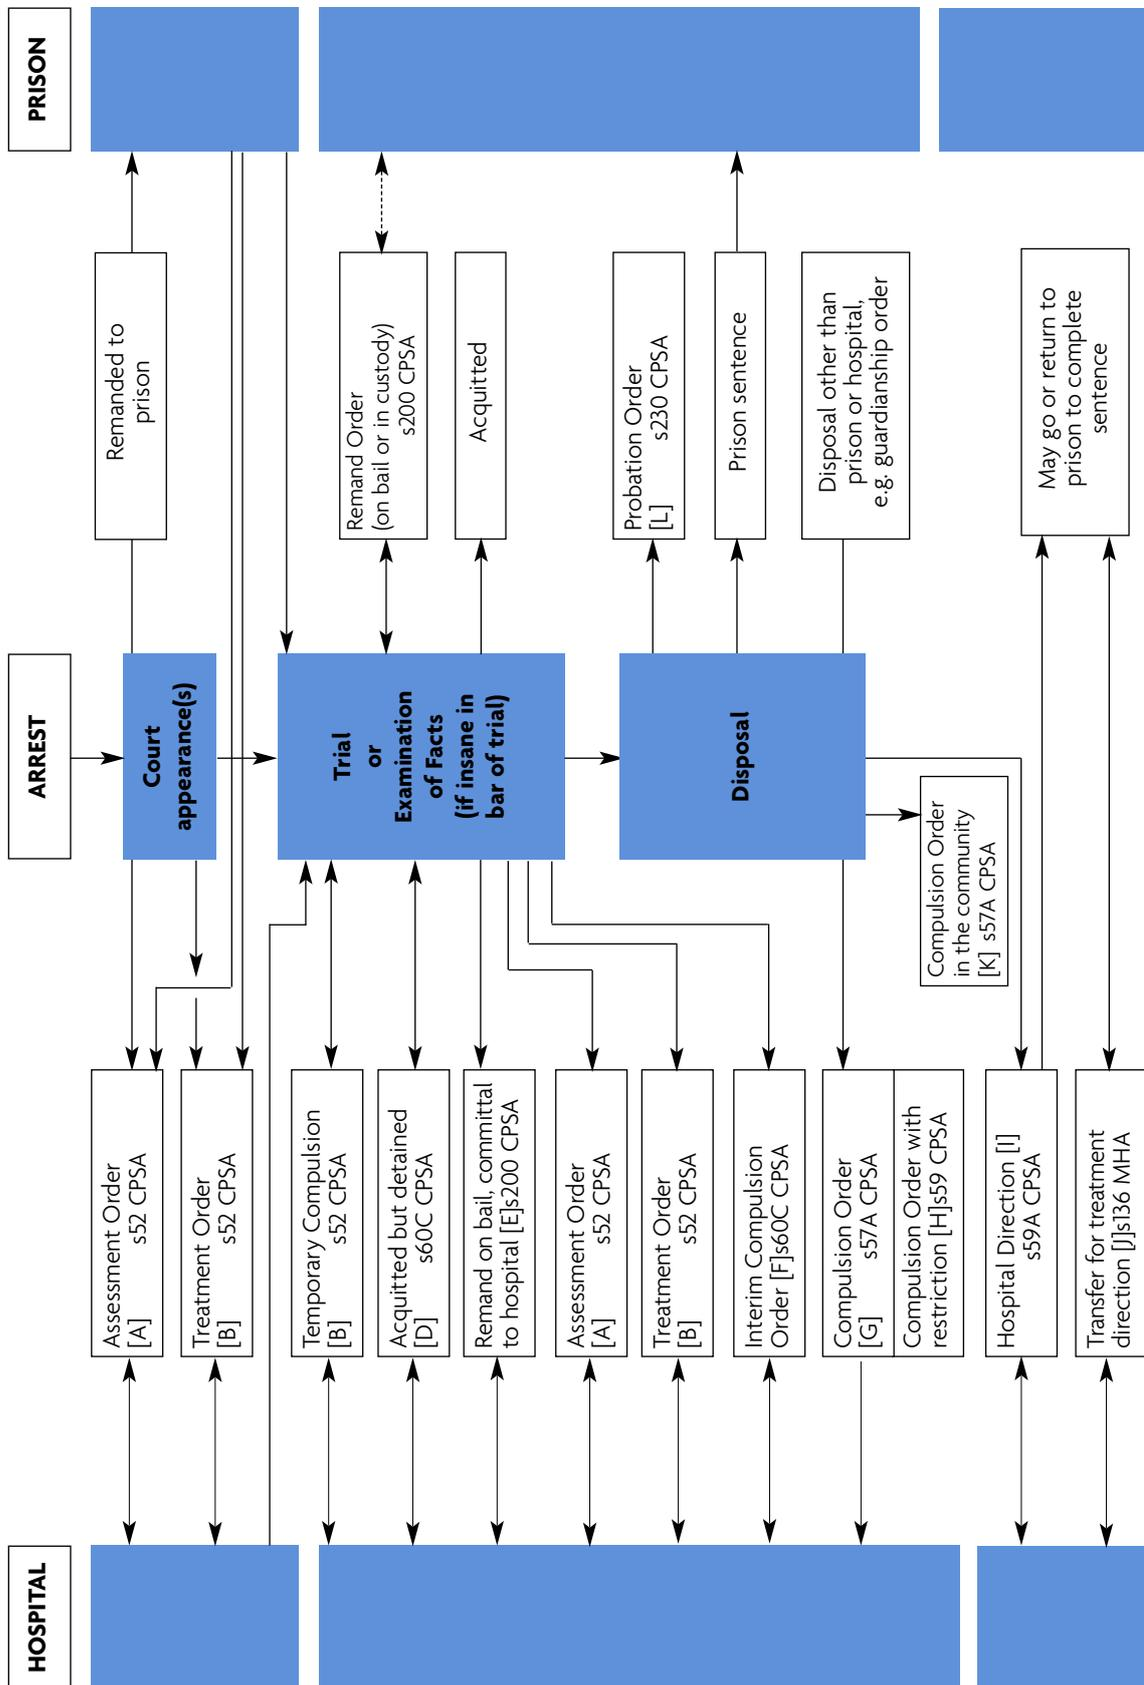 HOSPITAL
ARREST
PRISON
Assessment Order
[A] s52 CPSA
Treatment Order
[B] s52 CPSA
Court
appearance(s)
Remanded to
prison
Temporary Compulsion
[B] s52 CPSA
Acquitted but detained
[D] s60C CPSA
Remand on bail, committal
to hospital [E]s200 CPSA
Assessment Order
[A] s52 CPSA
Treatment Order
[B] s52 CPSA
Interim Compulsion
Order [F]s60C CPSA
Trial
or
Examination
of Facts
(if insane in
bar of trial)
Remand Order
(on bail or in custody)
s200 CPSA
Acquitted
Compulsion Order
[G] s57A CPSA
Compulsion Order with
restriction [H]s59 CPSA
Disposal
Probation Order
[L] s230 CPSA
Prison sentence
Disposal other than
prison or hospital,
e.g. guardianship order
Compulsion Order
in the community
[K] s57A CPSA
Hospital Direction [I]
s59A CPSA
Transfer for treatment
direction [J]s136 MHA
May go or return to
prison to complete
sentence